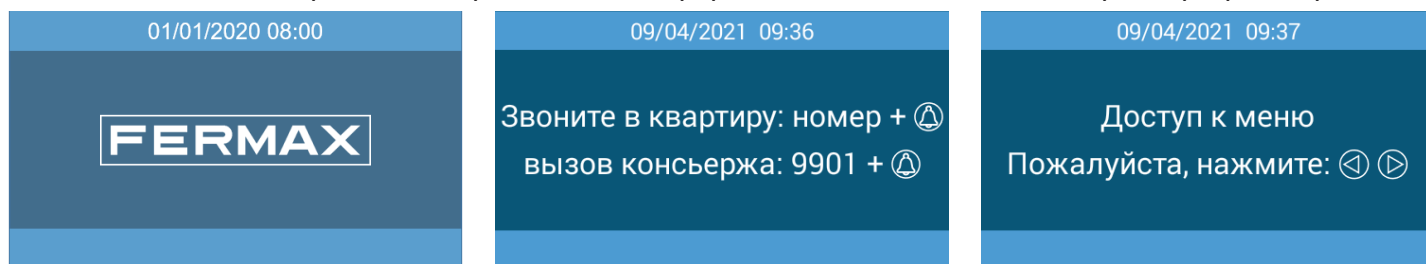 01/01/2020 08:00
FERMAX
09/04/2021 09:36
Звоните в квартиру: номер +
вызов консьержа: 9901 +
09/04/2021 09:37
Доступ к меню
Пожалуйста, нажмите: